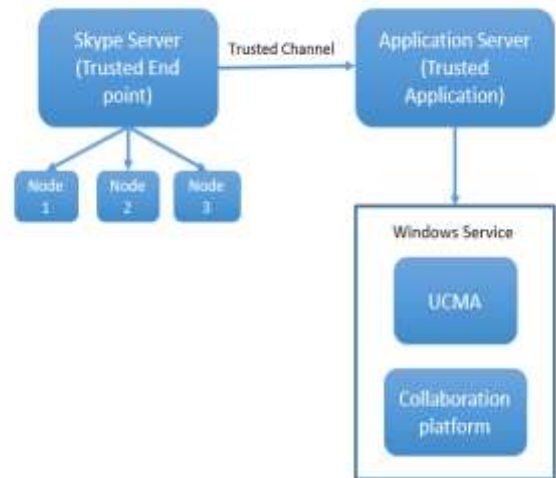 Skype Server
(Trusted End
point)
Trusted Channel
Application Server
(Trusted
Application)
Node
1
Node
2
Node
3
Windows Service
UCMA
Collaboration
platform